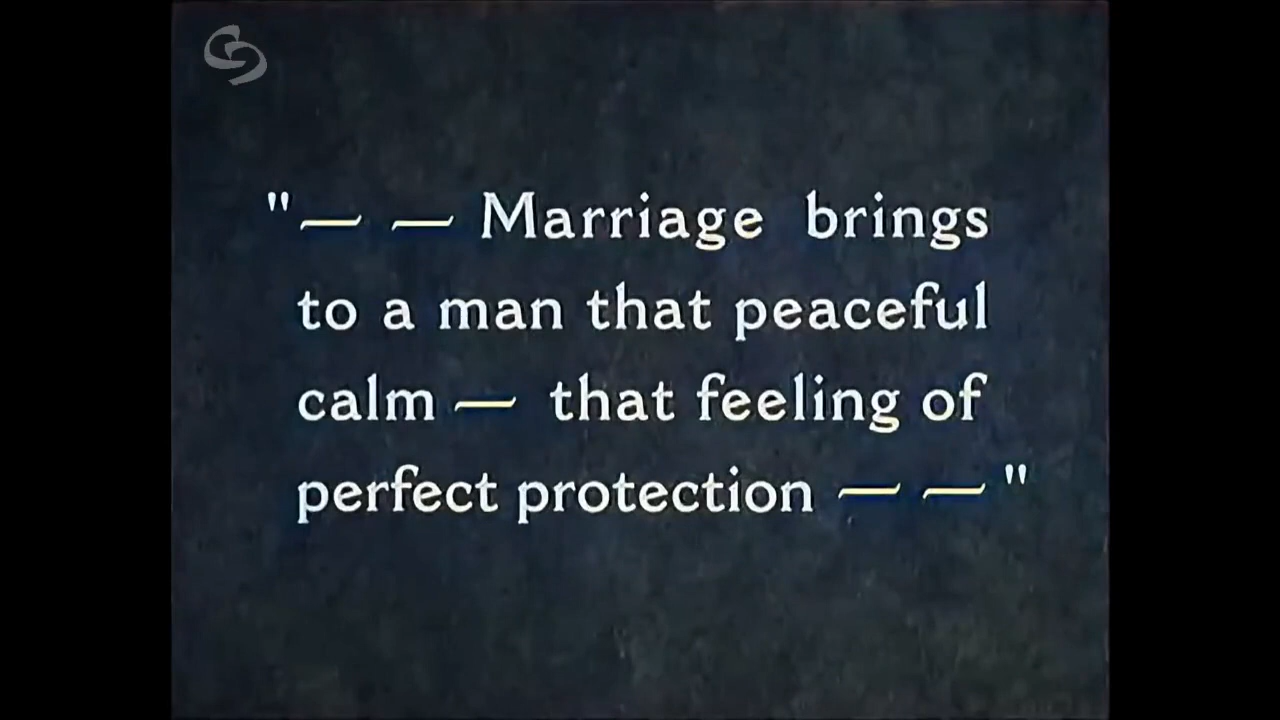 "— — Marriage brings
to a man that peaceful
calm — that feeling of
perfect protection — —"